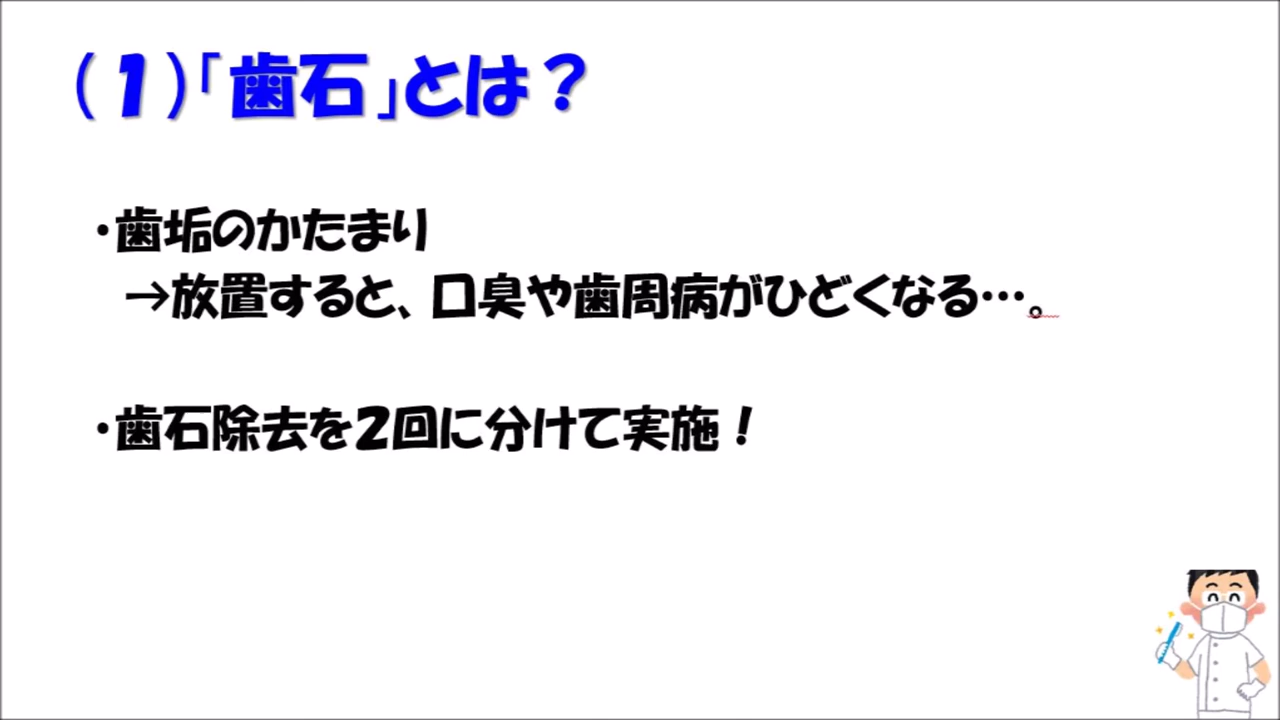 （１）「歯石」とは？
・歯垢のかたまり
→放置すると、口臭や歯周病がひどくなる…。
・歯石除去を２回に分けて実施！